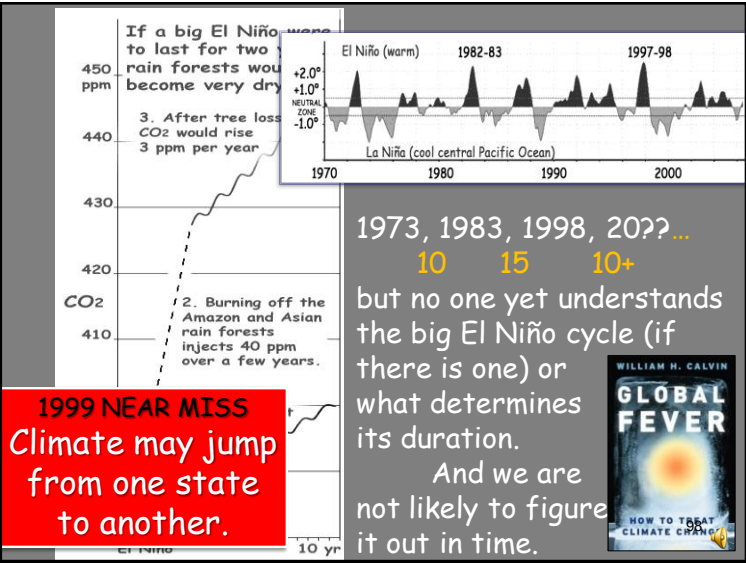 If a big El Niño were
to last for two
rain forests wou
become very dry
450
ppm
3. After tree loss
CO2 would rise
3 ppm per year
440
430
420
CO2
2. Burning off the
Amazon and Asian
rain forests
injects 40 ppm
over a few years.
410
El Niño
10 yr
El Niño (warm)
1982-83
1997-98
+2.0°
+1.0°
NEUTRAL
ZONE
-1.0°
La Niña (cool central Pacific Ocean)
1970
1980
1990
2000
1973, 1983, 1998, 20??...
10 15 10+
but no one yet understands
the big El Niño cycle (if
there is one) or
what determines
its duration.
And we are
not likely to figure
it out in time.
1999 NEAR MISS
Climate may jump
from one state
to another.
WILLIAM H. CALVIN
GLOBAL
FEVER
HOW TO TREAT
CLIMATE CHANGE
98